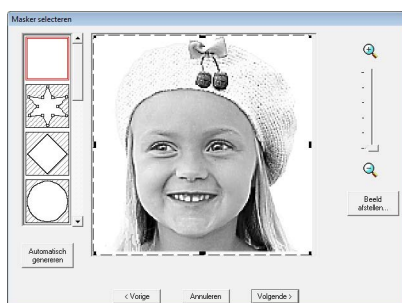 Masker selecteren
Automatisch
genereren
Beeld
afstellen...
< Vorige
Annuleren
Volgende >